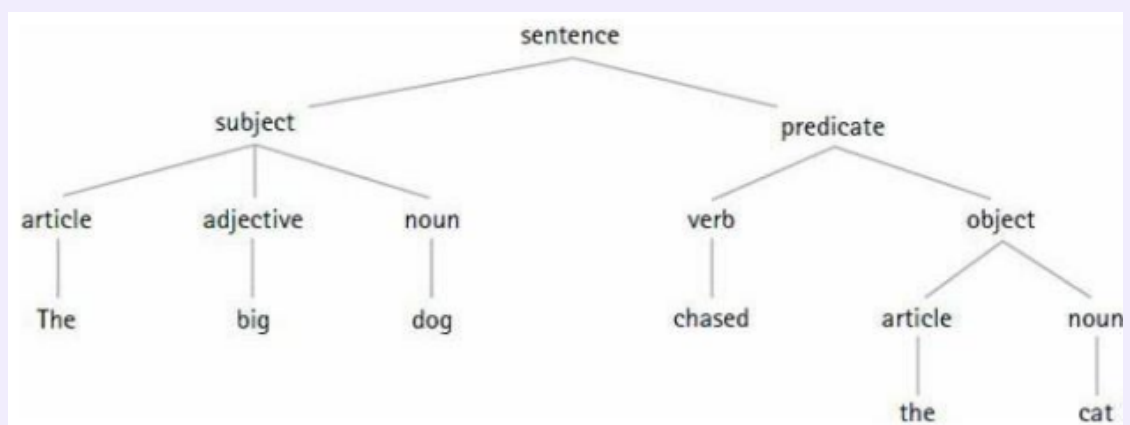 sentence
subject predicate
article adjective noun verb object
The big dog chased article noun
the cat